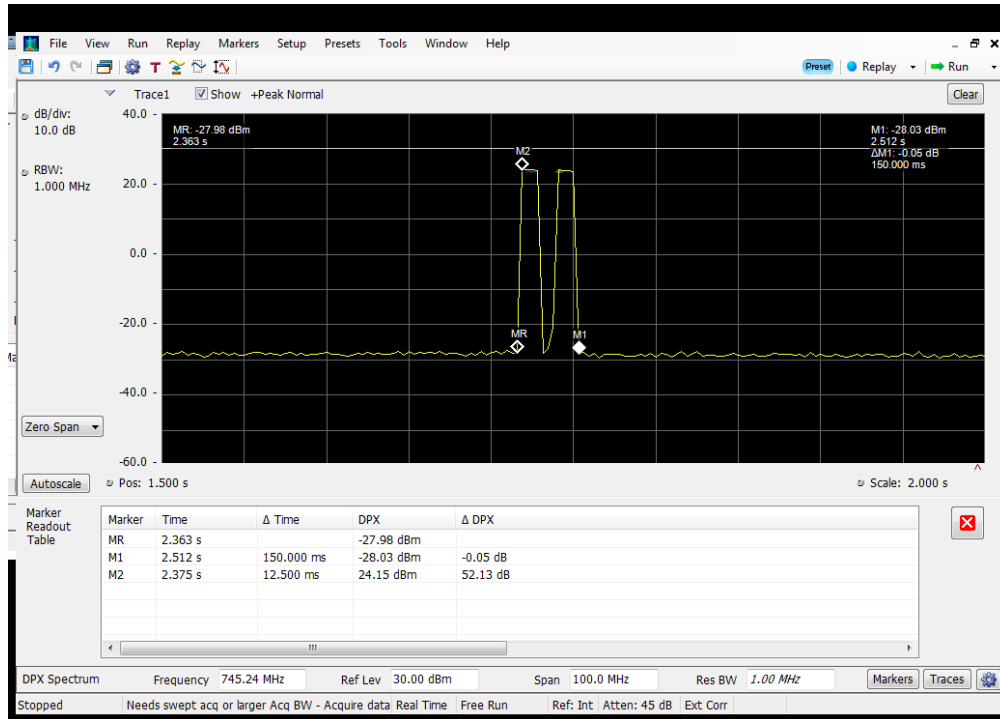 File View Run Replay Markers Setup Presets Tools Window Help
T Preset Replay Run
Trace1 Show +Peak Normal Clear
dB/div:
10.0 dB
RBW:
1.000 MHz
40.0
20.0
0.0
-20.0
-40.0
-60.0
MR: -27.98 dBm
2.363 s
M1: -28.03 dBm
2.512 s
ΔM1: -0.05 dB
150.000 ms
M2
MR
M1
Zero Span
Autoscale Pos: 1.500 s Scale: 2.000 s
Marker
Readout
Table
Marker Time Δ Time DPX Δ DPX
MR 2.363 s -27.98 dBm
M1 2.512 s 150.000 ms -28.03 dBm -0.05 dB
M2 2.375 s 12.500 ms 24.15 dBm 52.13 dB
DPX Spectrum Frequency 745.24 MHz Ref Lev 30.00 dBm Span 100.0 MHz Res BW 1.00 MHz Markers Traces
Stopped Needs swept acq or larger Acq BW - Acquire data Real Time Free Run Ref: Int Atten: 45 dB Ext Corr